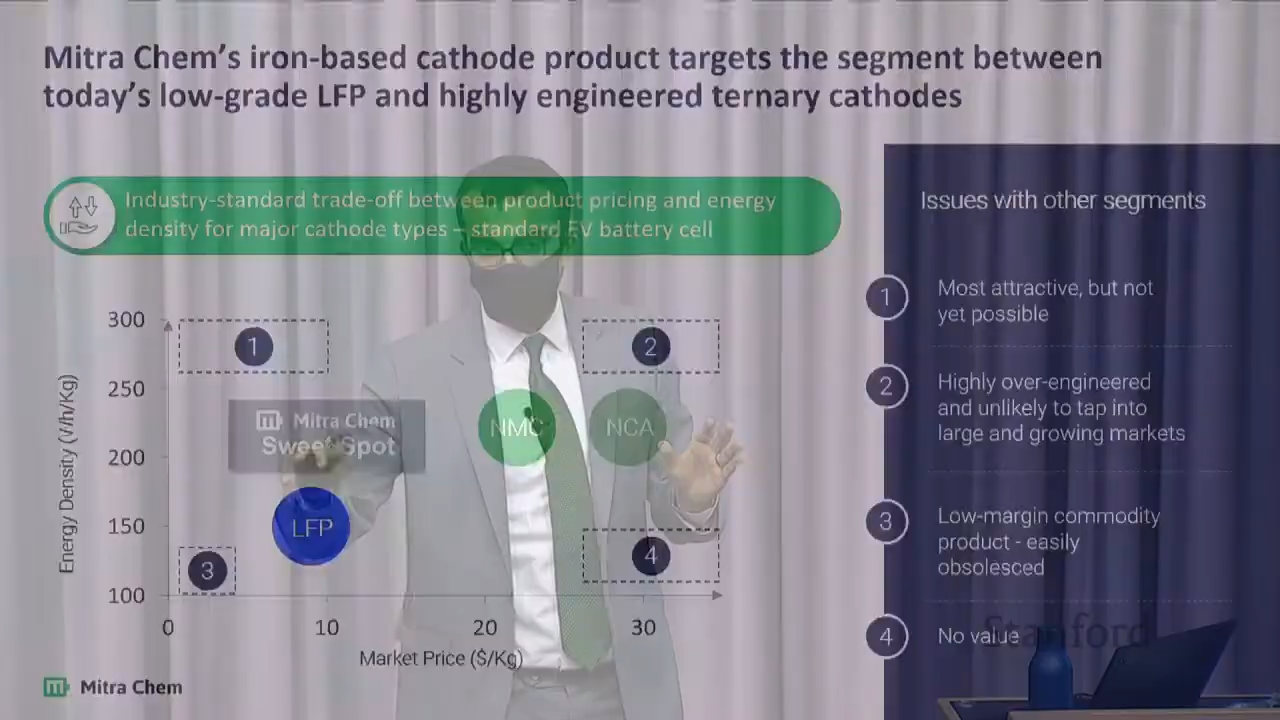 Mitra Chem’s iron-based cathode product targets the segment between
today’s low-grade LFP and highly engineered ternary cathodes
Industry-standard trade-off between product pricing and energy
density for major cathode types – standard EV battery cell
Issues with other segments
1
Most attractive, but not
yet possible
2
Highly over-engineered
and unlikely to tap into
large and growing markets
3
Low-margin commodity
product - easily
obsolesced
4
No value
Stanford
Energy Density (Wh/Kg)
300
250
200
150
100
1
2
Mitra Chem
Sweet Spot
NMC
NCA
LFP
3
4
0
10
20
30
Market Price ($/Kg)
Mitra Chem